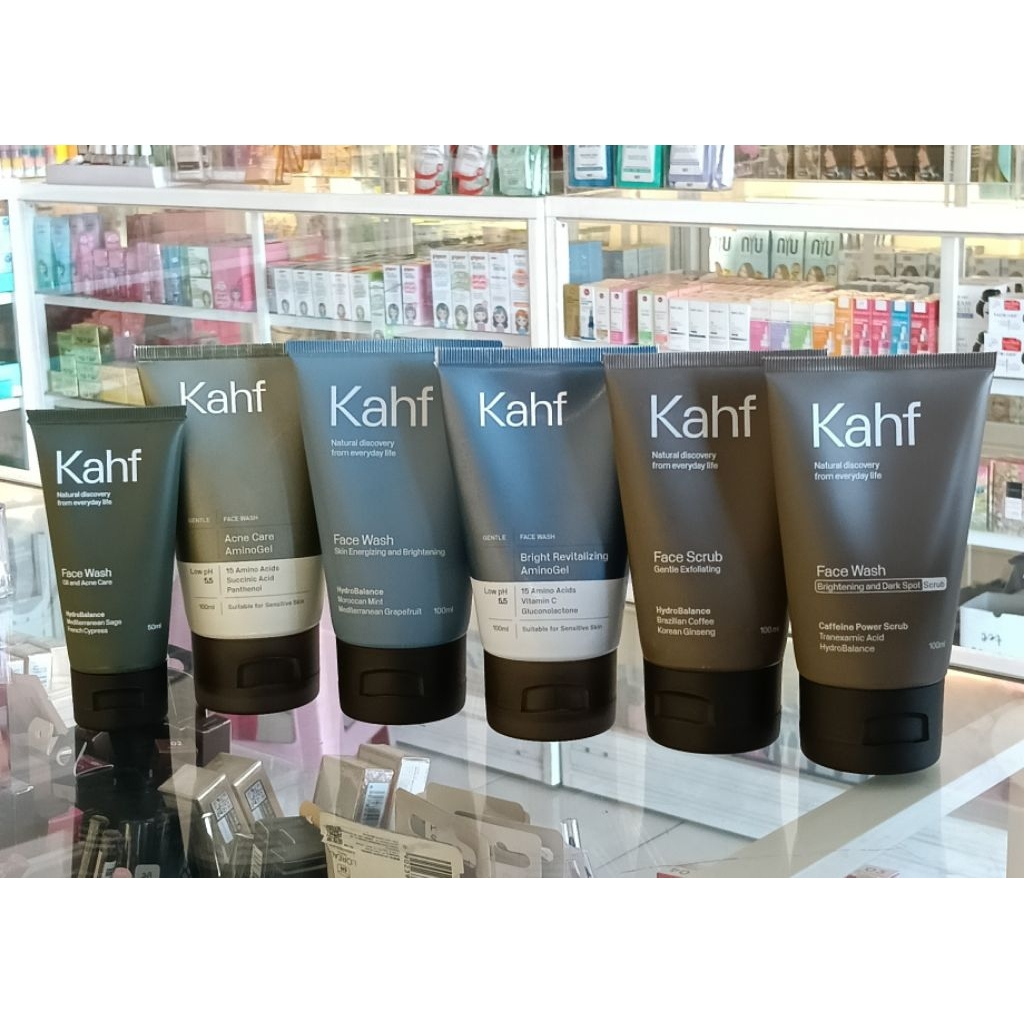 Kahf
Natural discovery
from everyday life
Face Wash
Oil and Acne Care
HydroBalance
Mediterranean Sage
French Cypress
50ml
Kahf
GENTLE FACE WASH
Acne Care
AminoGel
Low pH
5.5
15 Amino Acids
Succinic Acid
Panthenol
100ml
Suitable for Sensitive Skin
Kahf
Natural discovery
from everyday life
Face Wash
Skin Energizing and Brightening
HydroBalance
Moroccan Mint
Mediterranean Grapefruit
100ml
Kahf
GENTLE FACE WASH
Bright Revitalizing
AminoGel
Low pH
5.5
15 Amino Acids
Vitamin C
Gluconolactone
100ml
Suitable for Sensitive Skin
Kahf
Natural discovery
from everyday life
Face Scrub
Gentle Exfoliating
HydroBalance
Brazilian Coffee
Korean Ginseng
100ml
Kahf
Natural discovery
from everyday life
Face Wash
Brightening and Dark Spot Scrub
Caffeine Power Scrub
Tranexamic Acid
HydroBalance
100ml